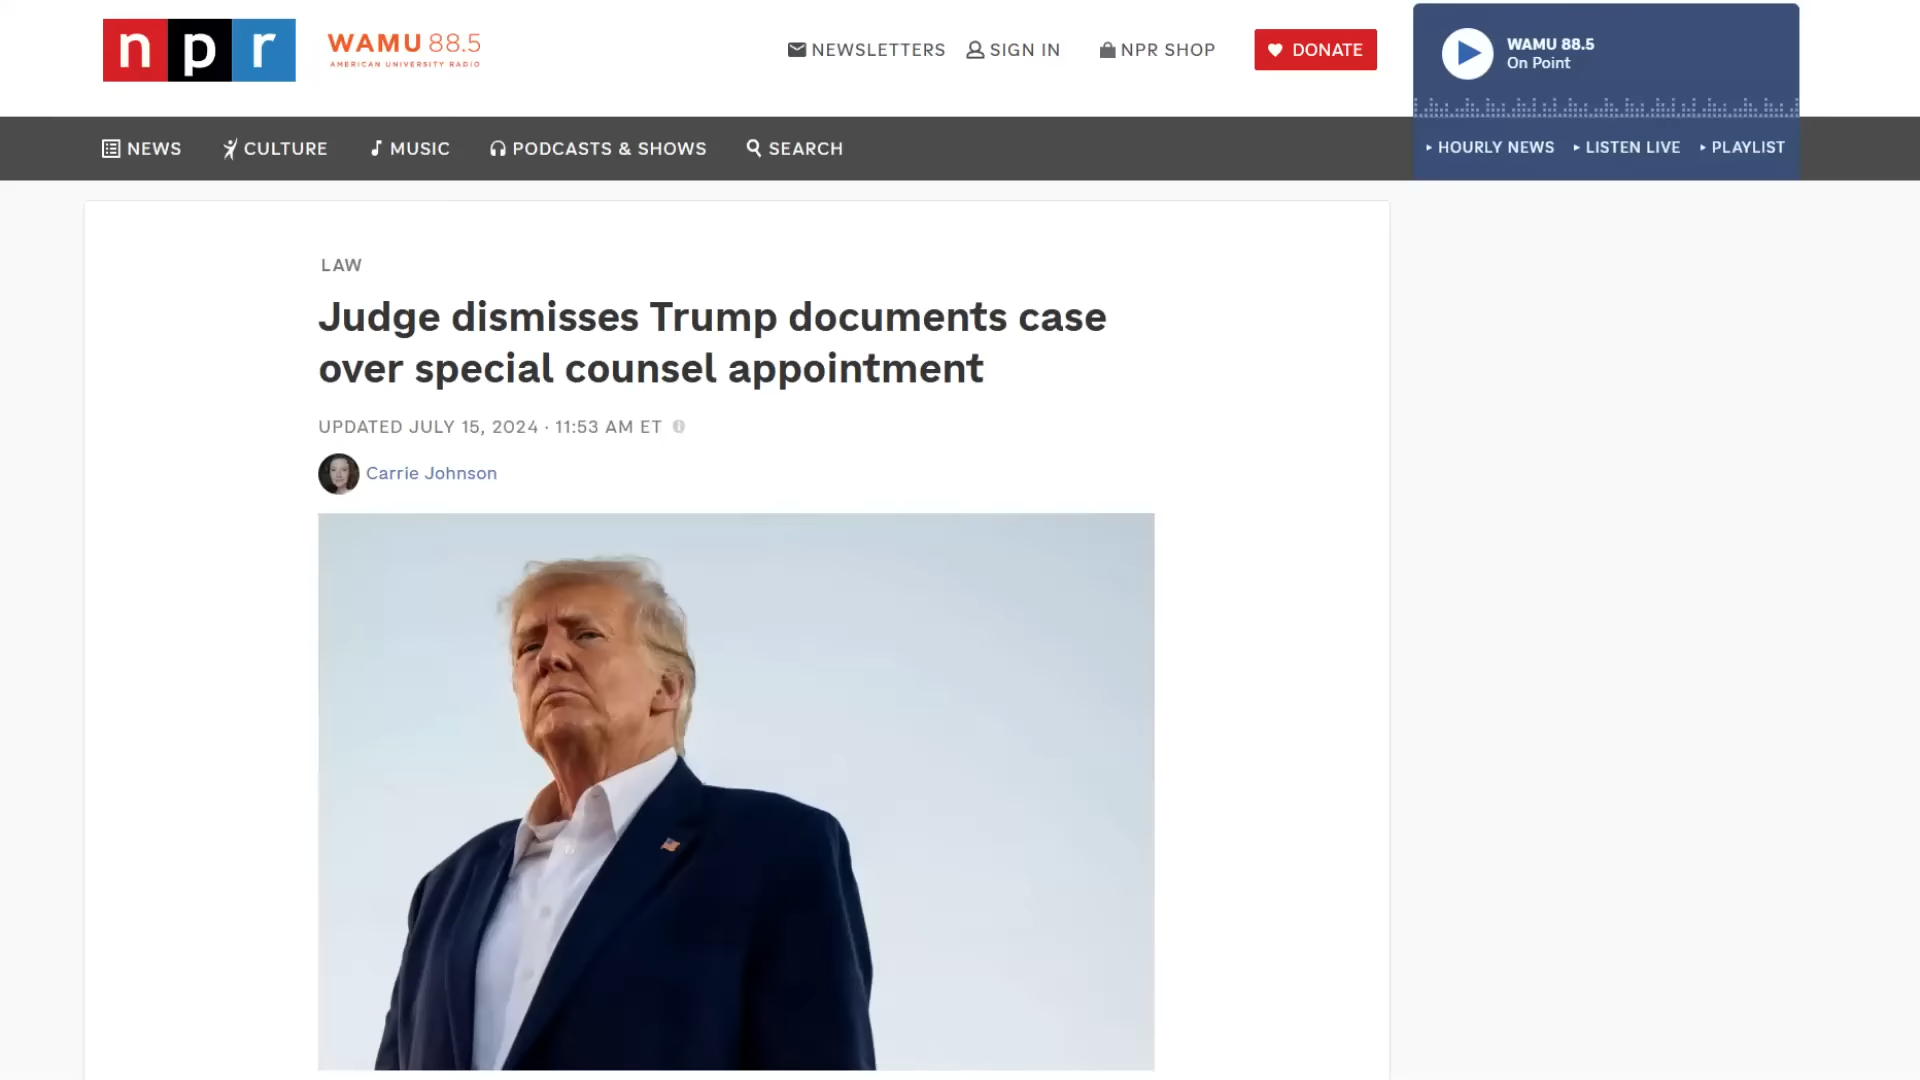 npr
WAMU 88.5
AMERICAN UNIVERSITY RADIO
NEWSLETTERS
SIGN IN
NPR SHOP
DONATE
WAMU 88.5
On Point
NEWS
CULTURE
MUSIC
PODCASTS & SHOWS
SEARCH
HOURLY NEWS
LISTEN LIVE
PLAYLIST
LAW
Judge dismisses Trump documents case
over special counsel appointment
UPDATED JULY 15, 2024 · 11:53 AM ET
Carrie Johnson